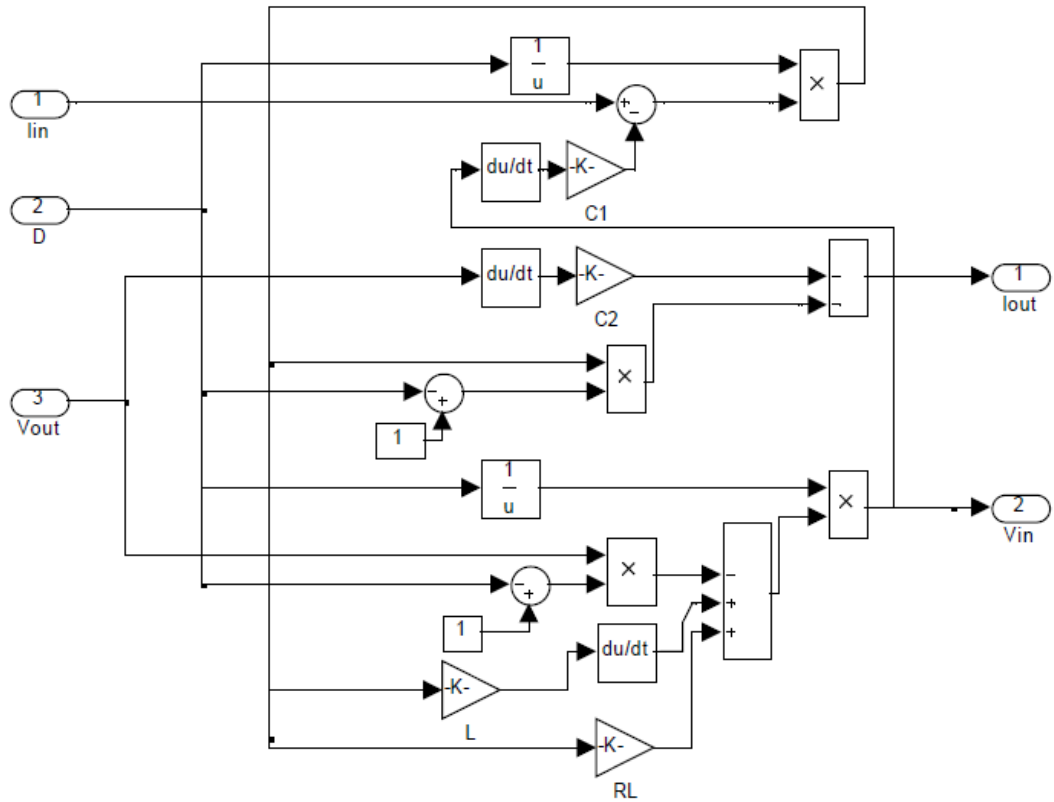 1
u
×
1
Iin
+
−
du/dt
-K-
C1
2
D
du/dt
-K-
C2
−
−
1
Iout
×
−
+
1
3
Vout
1
u
×
2
Vin
×
−
+
1
−
+
+
du/dt
-K-
L
-K-
RL